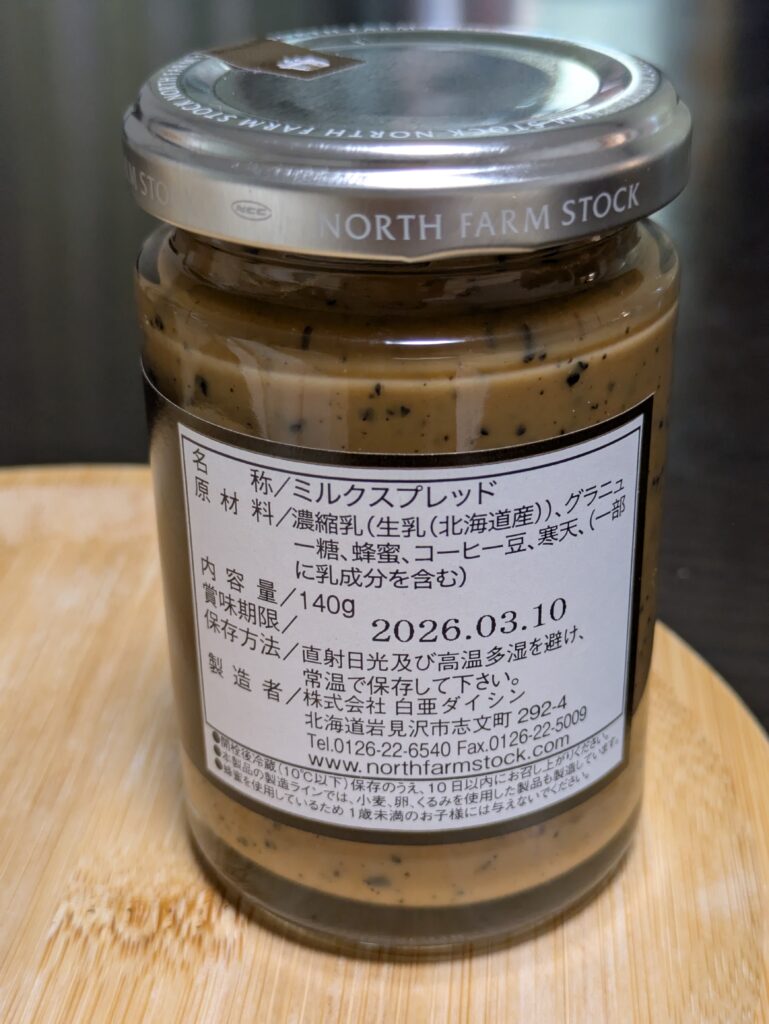 NORTH FARM STOCK
STOCK NORTH FARM STOCK NORTH
NCC
NORTH FARM STOCK
名称/ミルクスプレッド
原材料/濃縮乳(生乳(北海道産))、グラニュ
ー糖、蜂蜜、コーヒー豆、寒天、(一部
に乳成分を含む)
内容量/140g
賞味期限/ 2026.03.10
保存方法/直射日光及び高温多湿を避け、
常温で保存して下さい。
製造者/株式会社 白亜ダイシン
北海道岩見沢市志文町 292-4
Tel.0126-22-6540 Fax.0126-22-5009
www.northfarmstock.com
●開栓後冷蔵(10℃以下)保存のうえ、10日以内にお召し上がりください。
●本製品の製造ラインでは、小麦、卵、くるみを使用した製品も製造しています。
●蜂蜜を使用しているため1歳未満のお子様には与えないでください。